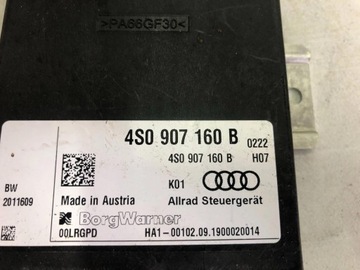 >PA66GF30<
4S0 907 160 B 0222
4S0 907 160 B H07
BW K01
2011609 Made in Austria Allrad Steuergerät
BorgWarner
00LRGPD HA1-00102.09.1900020014